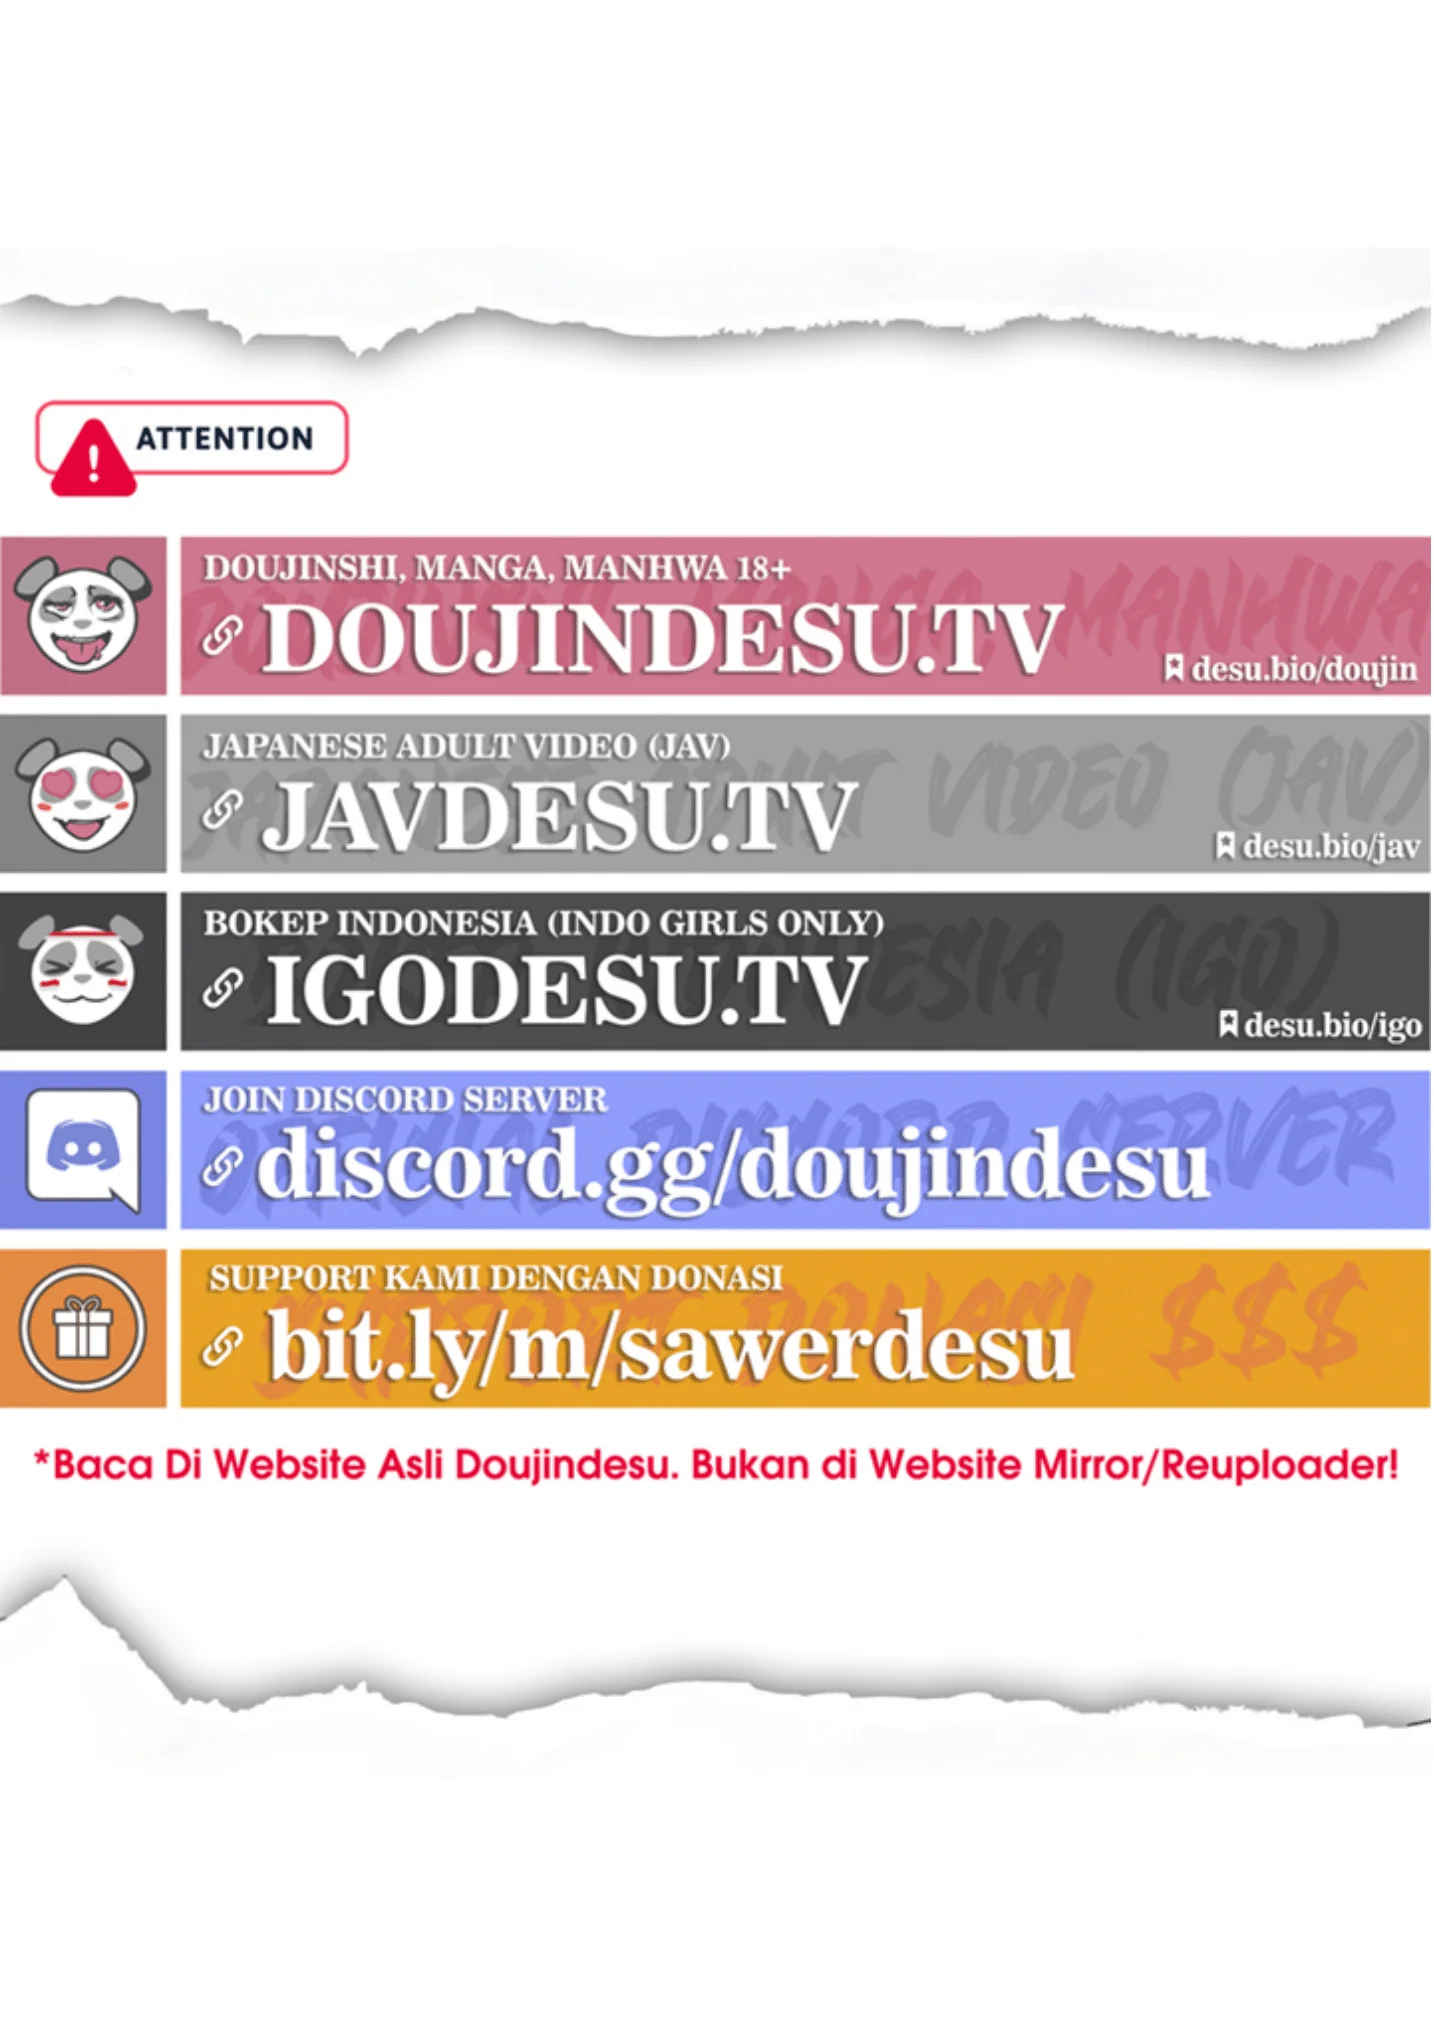 ATTENTION
DOUJINSHI, MANGA, MANHWA 18+
DOUJINDESU.TV
desu.bio/doujin
JAPANESE ADULT VIDEO (JAV)
JAVDESU.TV
desu.bio/jav
BOKEP INDONESIA (INDO GIRLS ONLY)
IGODESU.TV
desu.bio/igo
JOIN DISCORD SERVER
discord.gg/doujindesu
SUPPORT KAMI DENGAN DONASI
bit.ly/m/sawerdesu
*Baca Di Website Asli Doujindesu. Bukan di Website Mirror/Reuploader!